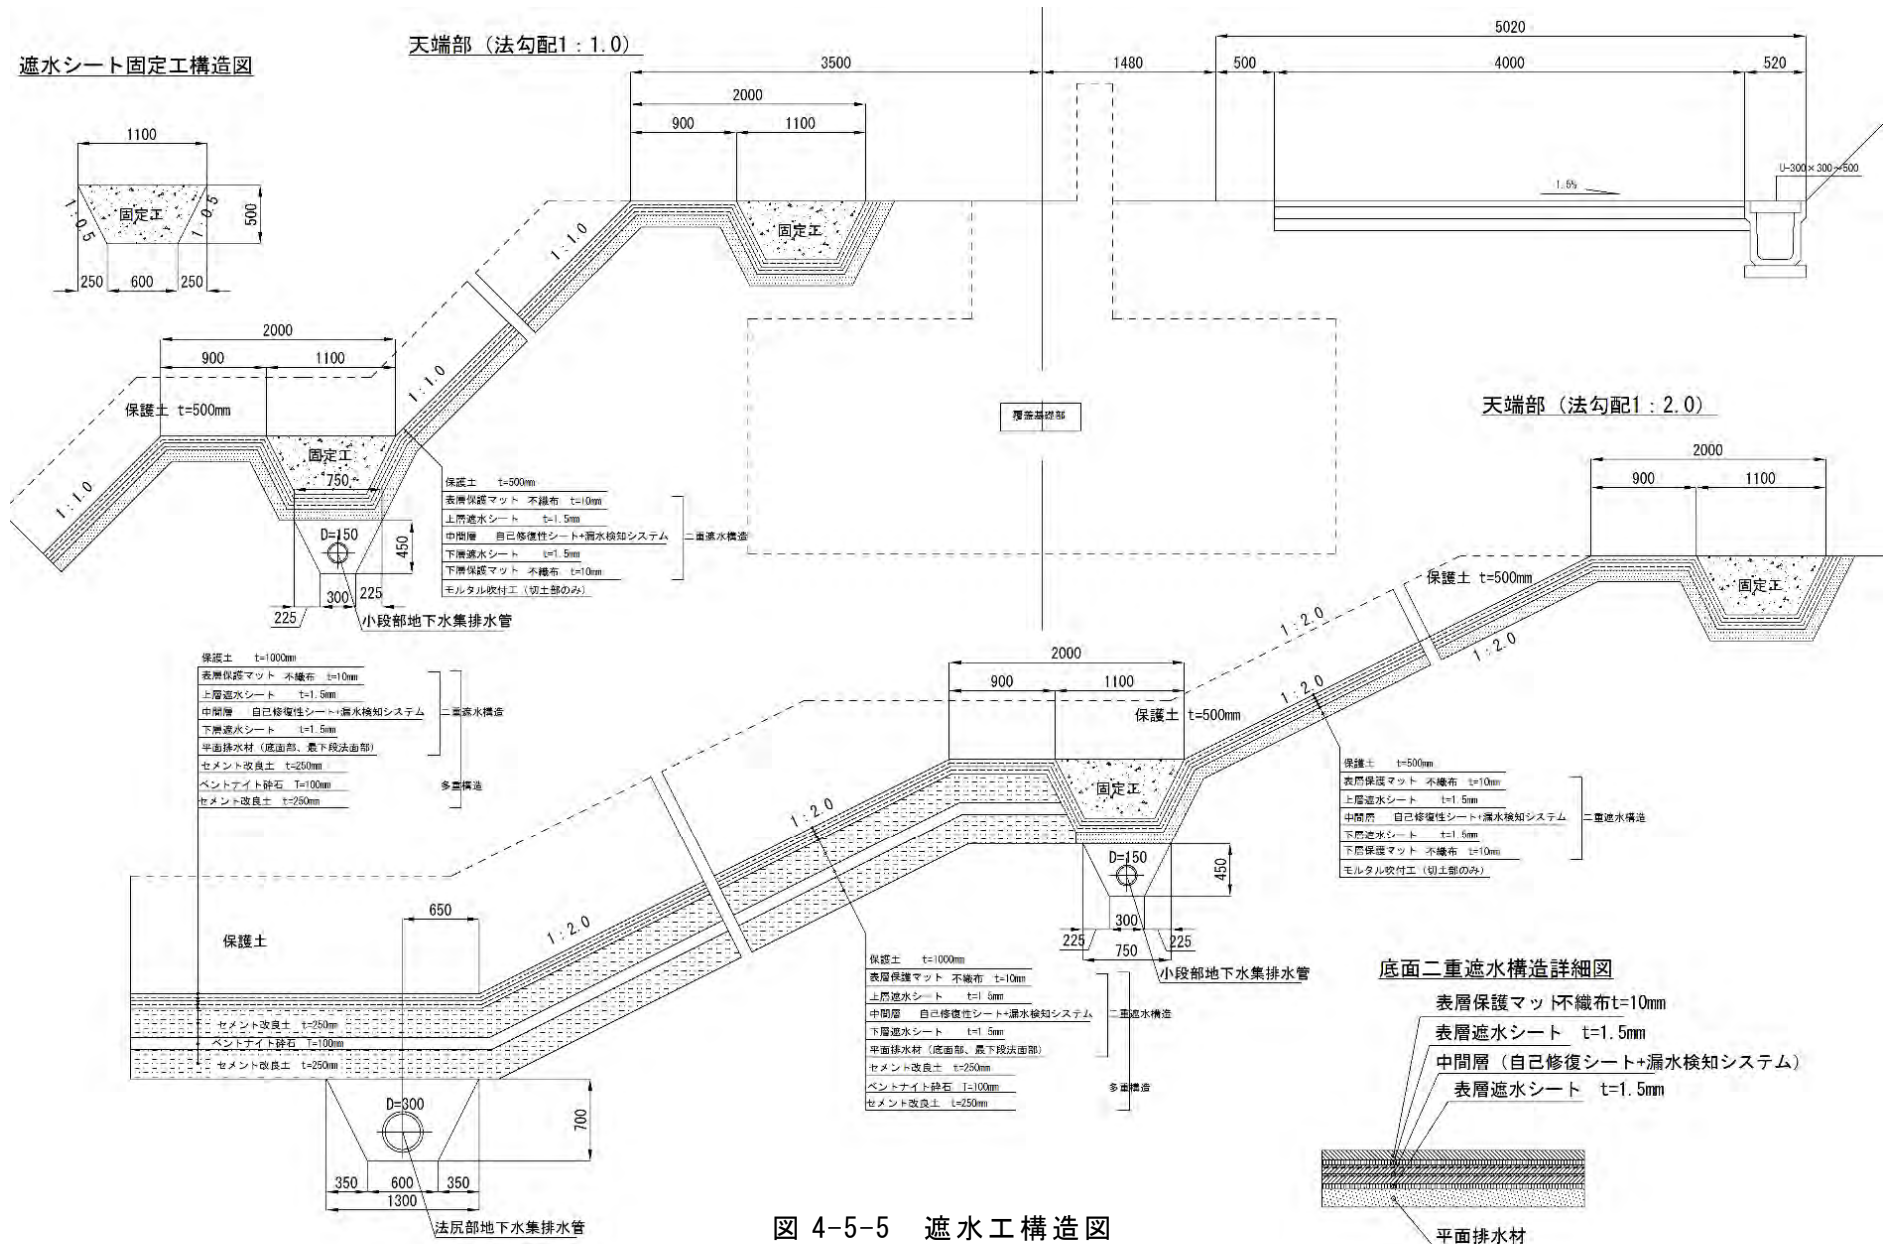 遮水シート固定工構造図
1100
固定工
1:0.5
1:0.5
500
250
600
250
天端部（法勾配1：1.0）
5020
3500
1480
500
4000
520
2000
900
1100
固定工
1:1.0
1.5%
U-300×300~500
2000
900
1100
1:1.0
保護土 t=500mm
1:1.0
固定工
750
D=150
450
225
300
225
小段部地下水集排水管
保護土 t=500mm
表層保護マット 不織布 t=10mm
上層遮水シート t=1.5mm
中間層 自己修復性シート+漏水検知システム
下層遮水シート t=1.5mm
下層保護マット 不織布 t=10mm
モルタル吹付工（切土部のみ）
二重遮水構造
覆蓋基礎部
天端部（法勾配1：2.0）
2000
900
1100
固定工
保護土 t=500mm
1:2.0
1:2.0
1:2.0
保護土 t=500mm
表層保護マット 不織布 t=10mm
上層遮水シート t=1.5mm
中間層 自己修復性シート+漏水検知システム
下層遮水シート t=1.5mm
下層保護マット 不織布 t=10mm
モルタル吹付工（切土部のみ）
二重遮水構造
2000
900
1100
保護土 t=500mm
固定工
D=150
450
300
225
225
750
小段部地下水集排水管
保護土 t=1000mm
表層保護マット 不織布 t=10mm
上層遮水シート t=1.5mm
中間層 自己修復性シート+漏水検知システム
下層遮水シート t=1.5mm
平面排水材（底面部、最下段法面部）
セメント改良土 t=250mm
ベントナイト砕石 T=100mm
セメント改良土 t=250mm
二重遮水構造
多重構造
1:2.0
1:2.0
650
保護土
セメント改良土 t=250mm
ベントナイト砕石 T=100mm
セメント改良土 t=250mm
D=300
700
350
600
350
1300
法尻部地下水集排水管
保護土 t=1000mm
表層保護マット 不織布 t=10mm
上層遮水シート t=1.5mm
中間層 自己修復性シート+漏水検知システム
下層遮水シート t=1.5mm
平面排水材（底面部、最下段法面部）
セメント改良土 t=250mm
ベントナイト砕石 T=100mm
セメント改良土 t=250mm
二重遮水構造
多重構造
底面二重遮水構造詳細図
表層保護マット不織布t=10mm
表層遮水シート t=1.5mm
中間層（自己修復シート+漏水検知システム）
表層遮水シート t=1.5mm
平面排水材
図 4-5-5 遮水工構造図